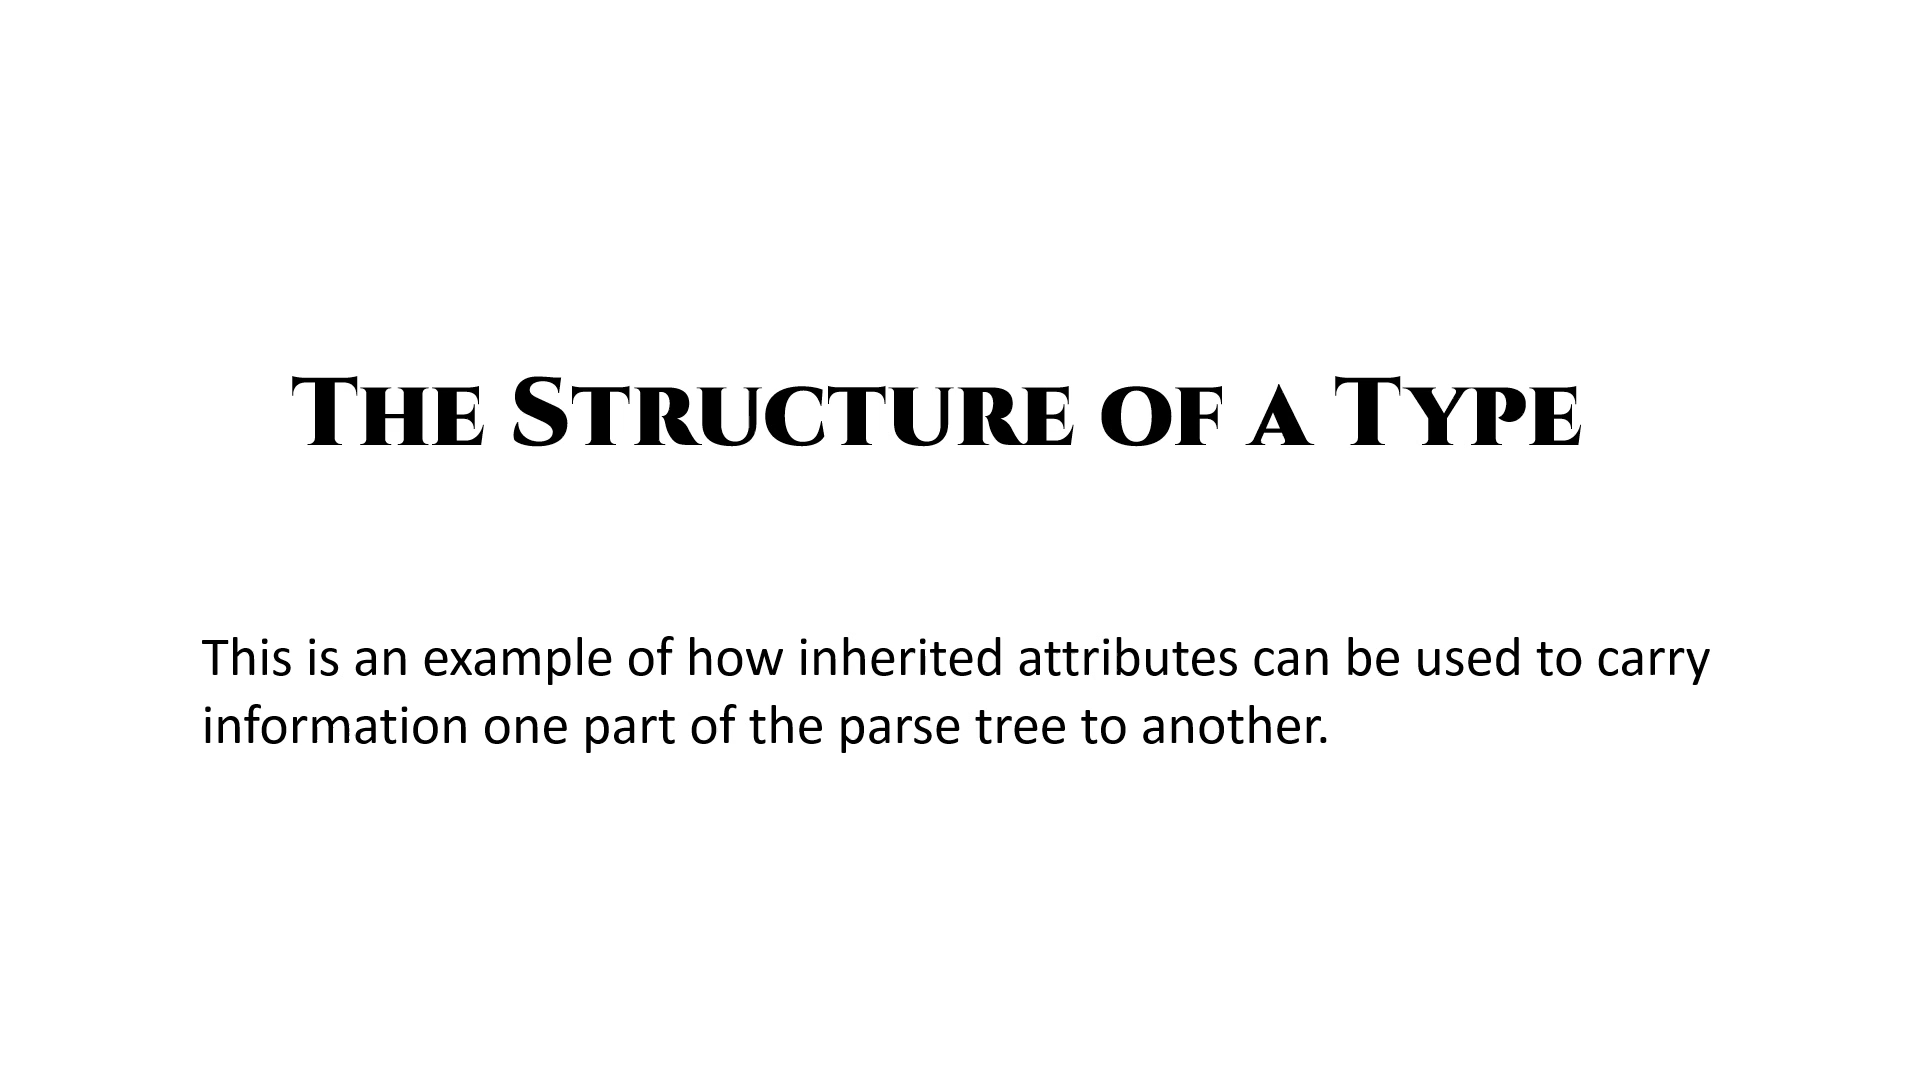 The Structure of a Type
This is an example of how inherited attributes can be used to carry
information one part of the parse tree to another.